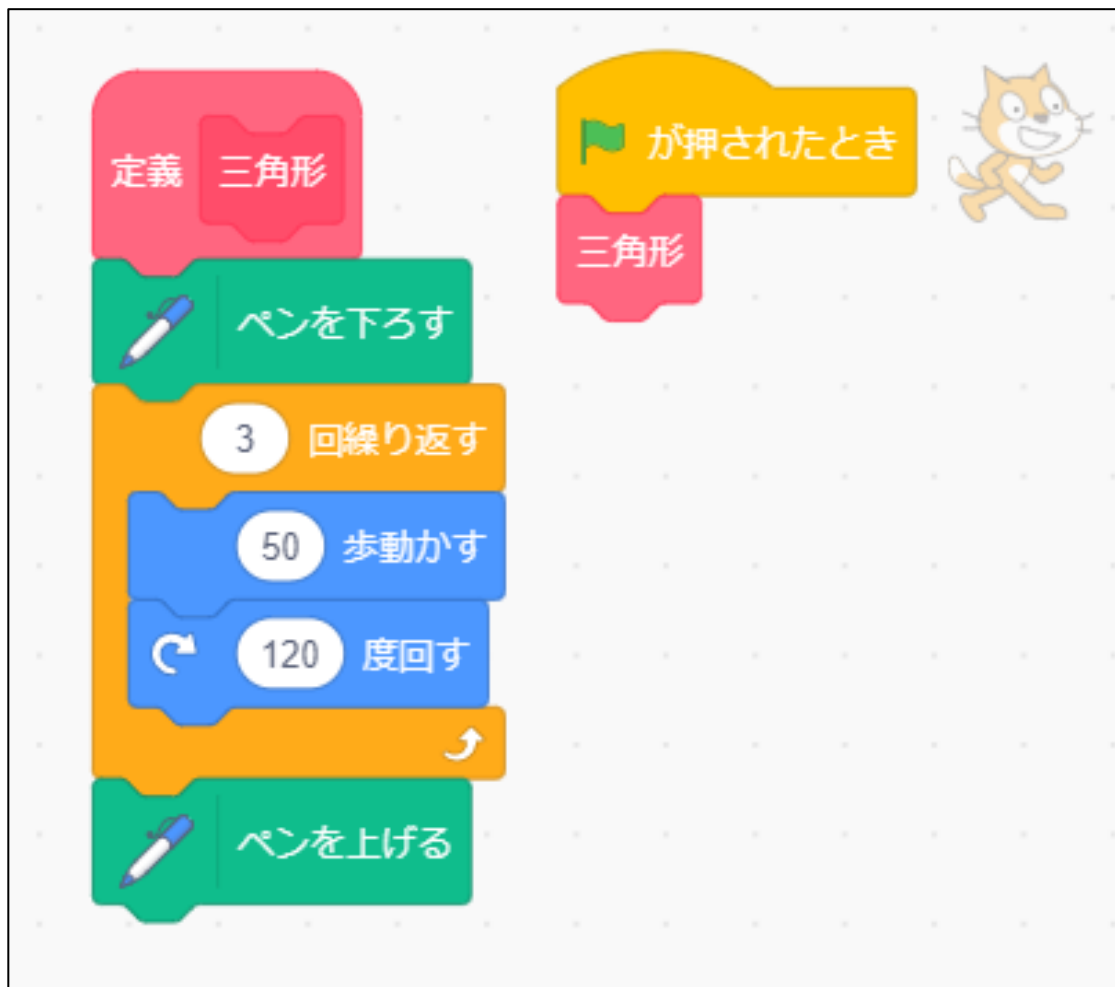 定義 三角形
ペンを下ろす
3 回繰り返す
50 歩動かす
120 度回す
ペンを上げる
が押されたとき
三角形